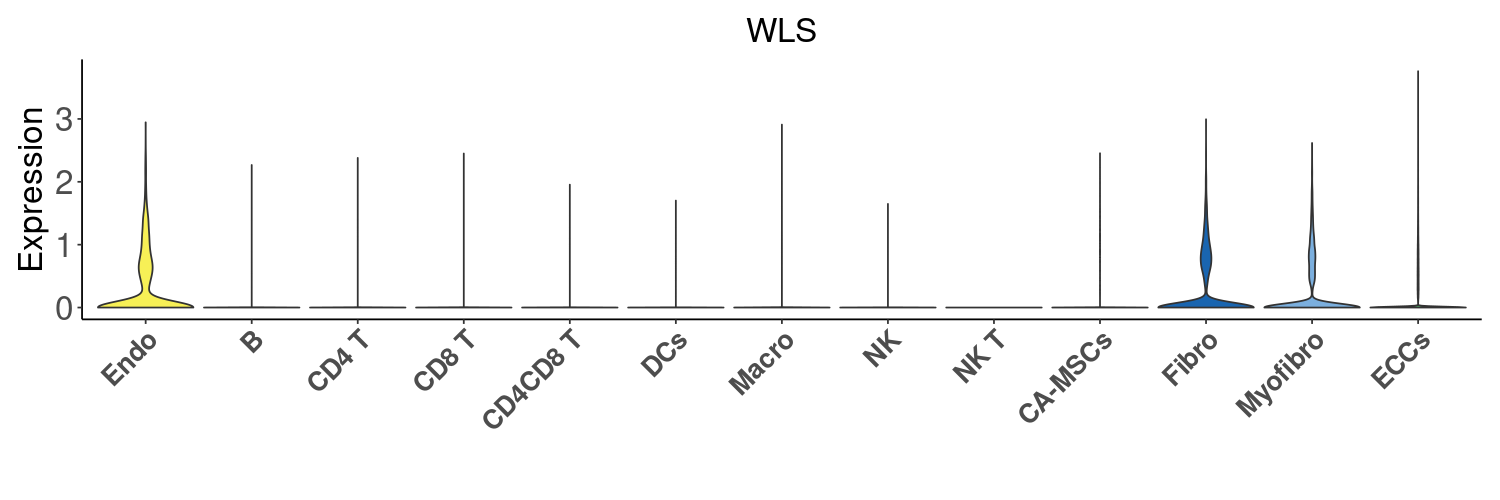 WLS
Expression
3
2
1
0
Endo
B
CD4 T
CD8 T
CD4CD8 T
DCs
Macro
NK
NK T
CA-MSCs
Fibro
Myofibro
ECCs